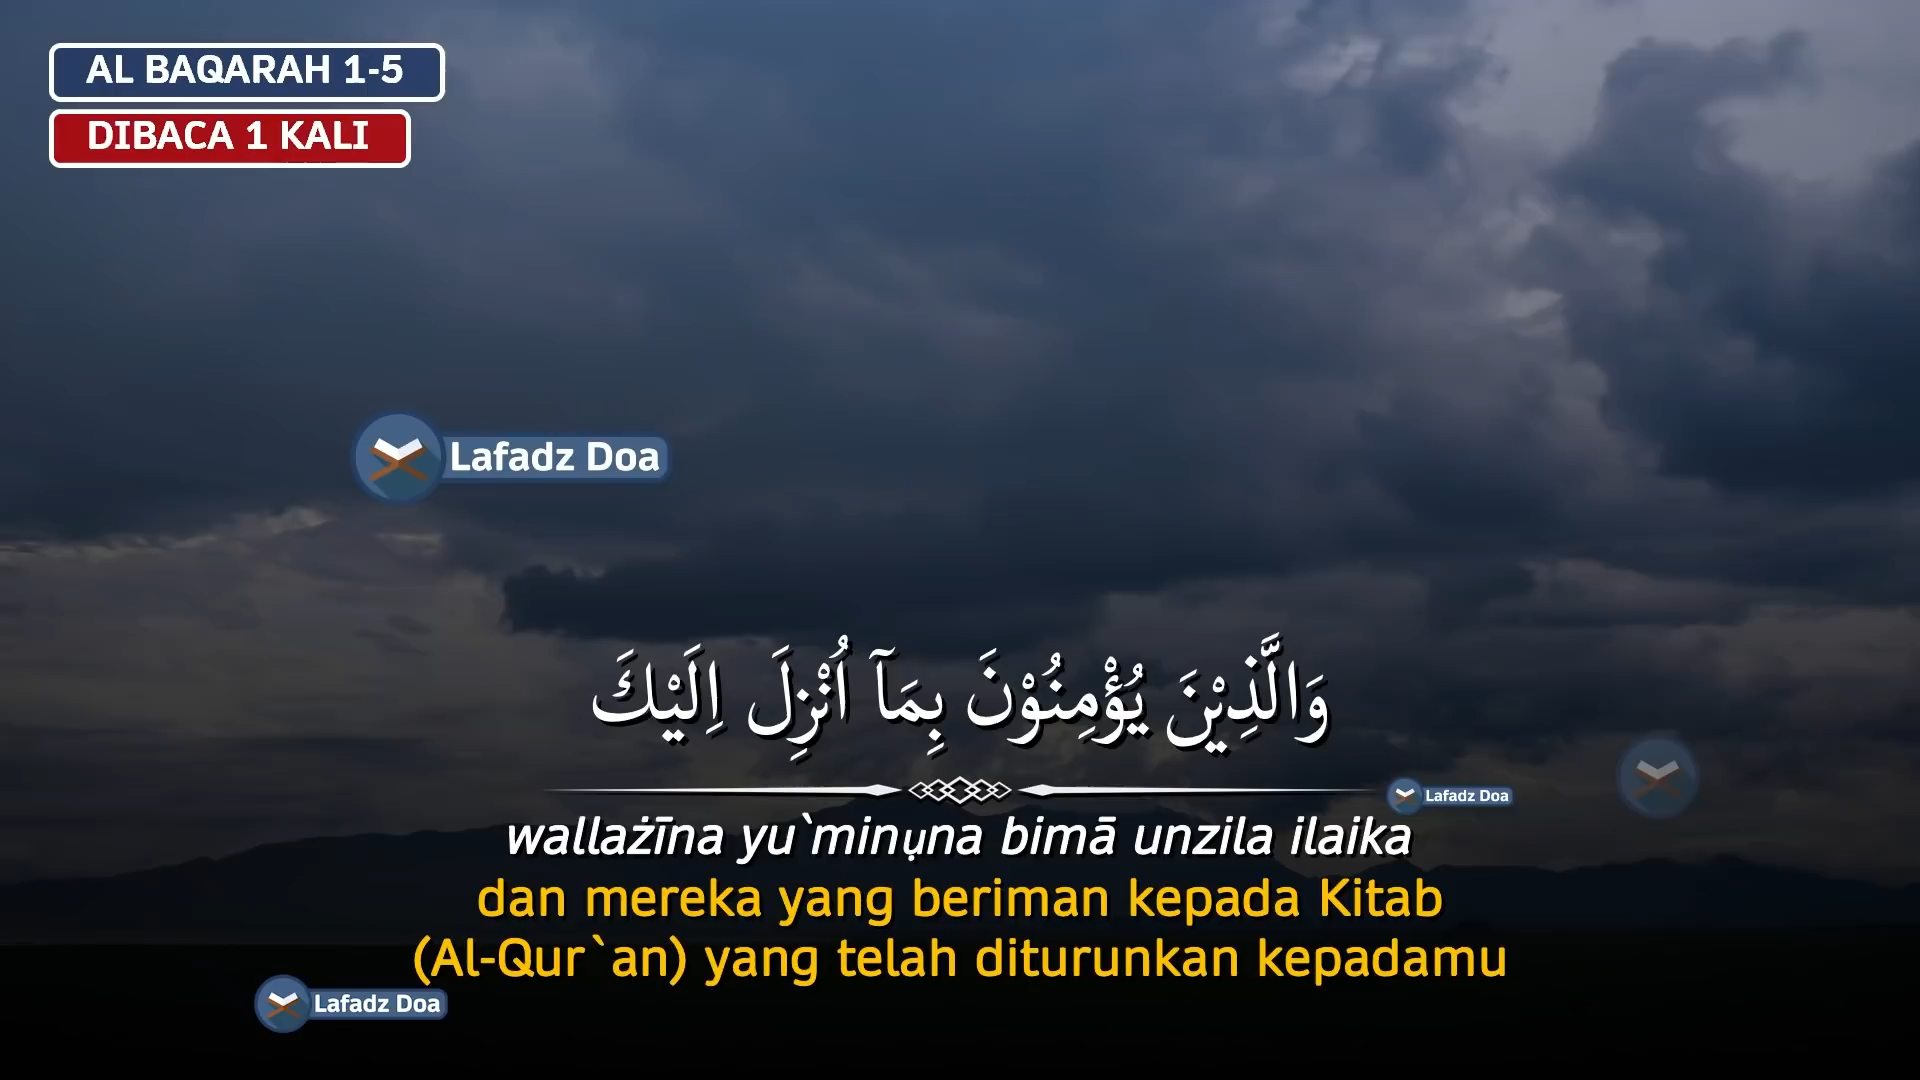 AL BAQARAH 1-5
DIBACA 1 KALI
Lafadz Doa
وَالَّذِيْنَ يُؤْمِنُوْنَ بِمَآ اُنْزِلَ اِلَيْكَ
Lafadz Doa
wallażīna yu`minụna bimā unzila ilaika
dan mereka yang beriman kepada Kitab
(Al-Qur`an) yang telah diturunkan kepadamu
Lafadz Doa